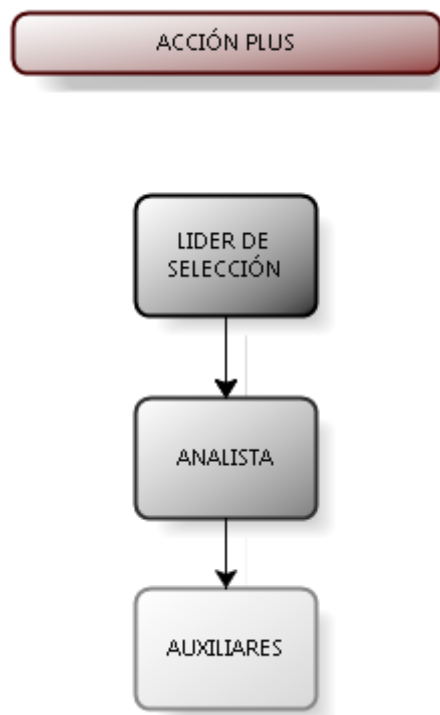 ACCIÓN PLUS
LIDER DE
SELECCIÓN
ANALISTA
AUXILIARES